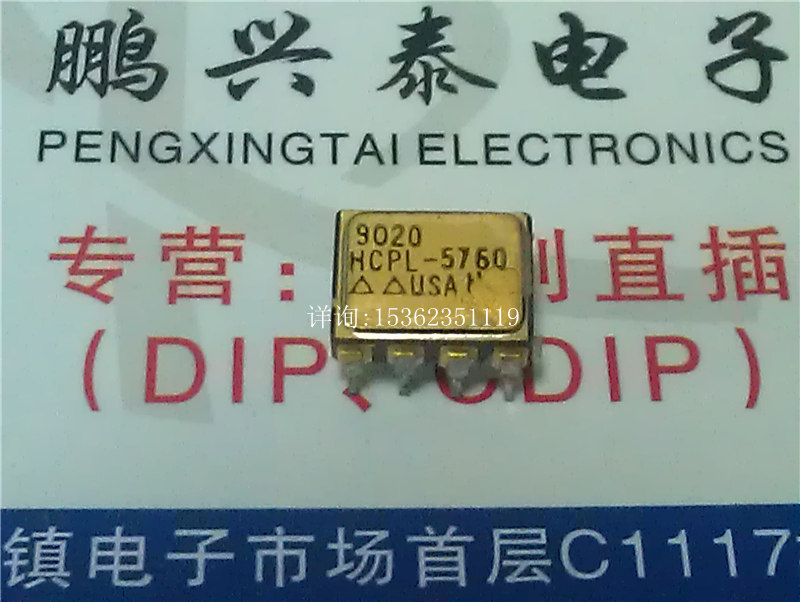 鹏兴泰电子
PENGXINGTAI ELECTRONICS
专营: 列直插
(DIP、CDIP)
9020
HCPL-5760
△ △USA
详询:15362351119
镇电子市场首层C1117